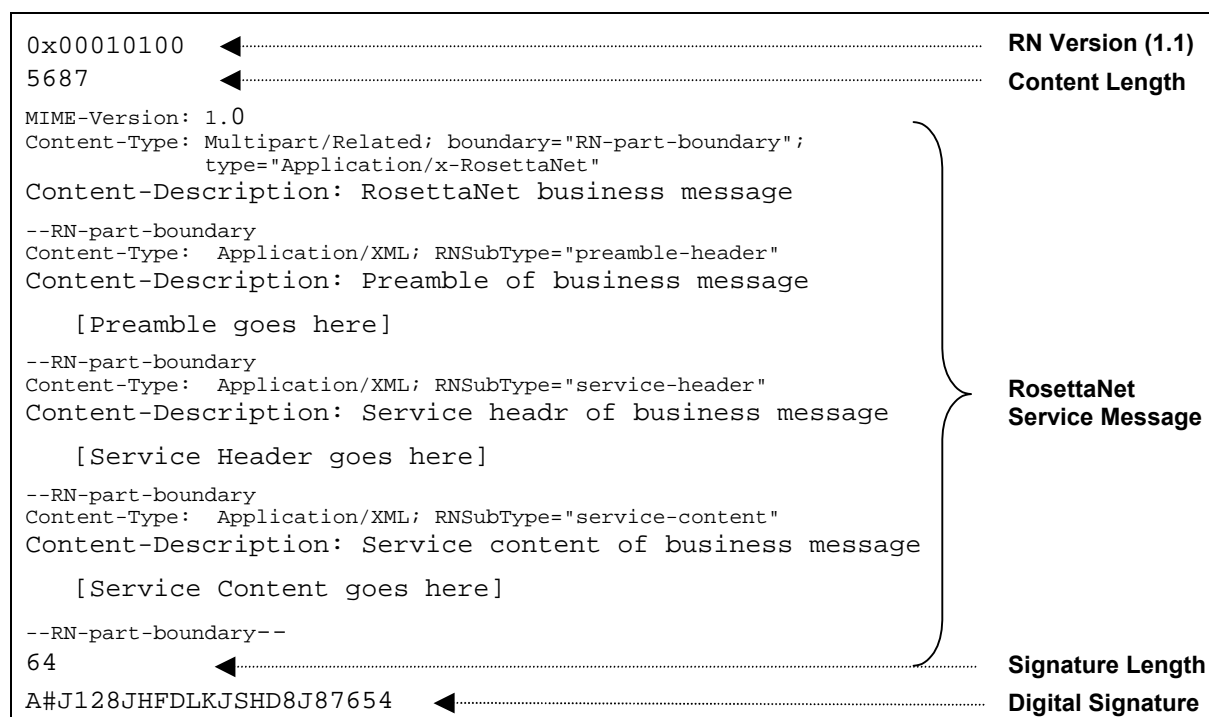 0x00010100 RN Version (1.1)
5687 Content Length
MIME-Version: 1.0
Content-Type: Multipart/Related; boundary="RN-part-boundary";
type="Application/x-RosettaNet"
Content-Description: RosettaNet business message
--RN-part-boundary
Content-Type: Application/XML; RNSubType="preamble-header"
Content-Description: Preamble of business message
[Preamble goes here]
--RN-part-boundary
Content-Type: Application/XML; RNSubType="service-header"
Content-Description: Service headr of business message
[Service Header goes here]
--RN-part-boundary
Content-Type: Application/XML; RNSubType="service-content"
Content-Description: Service content of business message
[Service Content goes here]
--RN-part-boundary--
RosettaNet
Service Message
64 Signature Length
A#J128JHFDLKJSHD8J87654 Digital Signature